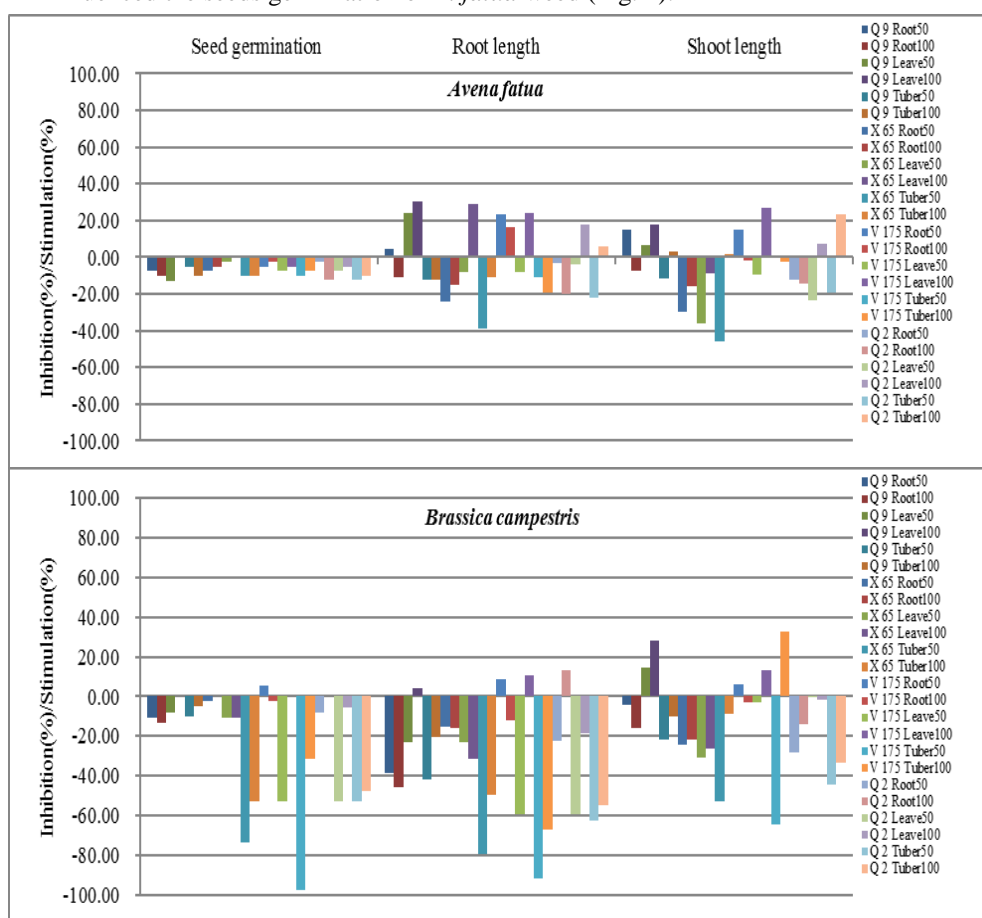 the seeds germination of fatua weed (Fig.
Seed germination Root length Shoot length
Avena fatua
Inhibition(%)/Stimulation(%)
100.00
80.00
60.00
40.00
20.00
0.00
-20.00
-40.00
-60.00
-80.00
-100.00
Q 9 Root50
Q 9 Root100
Q 9 Leave50
Q 9 Leave100
Q 9 Tuber50
Q 9 Tuber100
X 65 Root50
X 65 Root100
X 65 Leave50
X 65 Leave100
X 65 Tuber50
X 65 Tuber100
V 175 Root50
V 175 Root100
V 175 Leave50
V 175 Leave100
V 175 Tuber50
V 175 Tuber100
Q 2 Root50
Q 2 Root100
Q 2 Leave50
Q 2 Leave100
Q 2 Tuber50
Q 2 Tuber100
Brassica campestris
Inhibition(%)/Stimulation(%)
100.00
80.00
60.00
40.00
20.00
0.00
-20.00
-40.00
-60.00
-80.00
-100.00
Q 9 Root50
Q 9 Root100
Q 9 Leave50
Q 9 Leave100
Q 9 Tuber50
Q 9 Tuber100
X 65 Root50
X 65 Root100
X 65 Leave50
X 65 Leave100
X 65 Tuber50
X 65 Tuber100
V 175 Root50
V 175 Root100
V 175 Leave50
V 175 Leave100
V 175 Tuber50
V 175 Tuber100
Q 2 Root50
Q 2 Root100
Q 2 Leave50
Q 2 Leave100
Q 2 Tuber50
Q 2 Tuber100